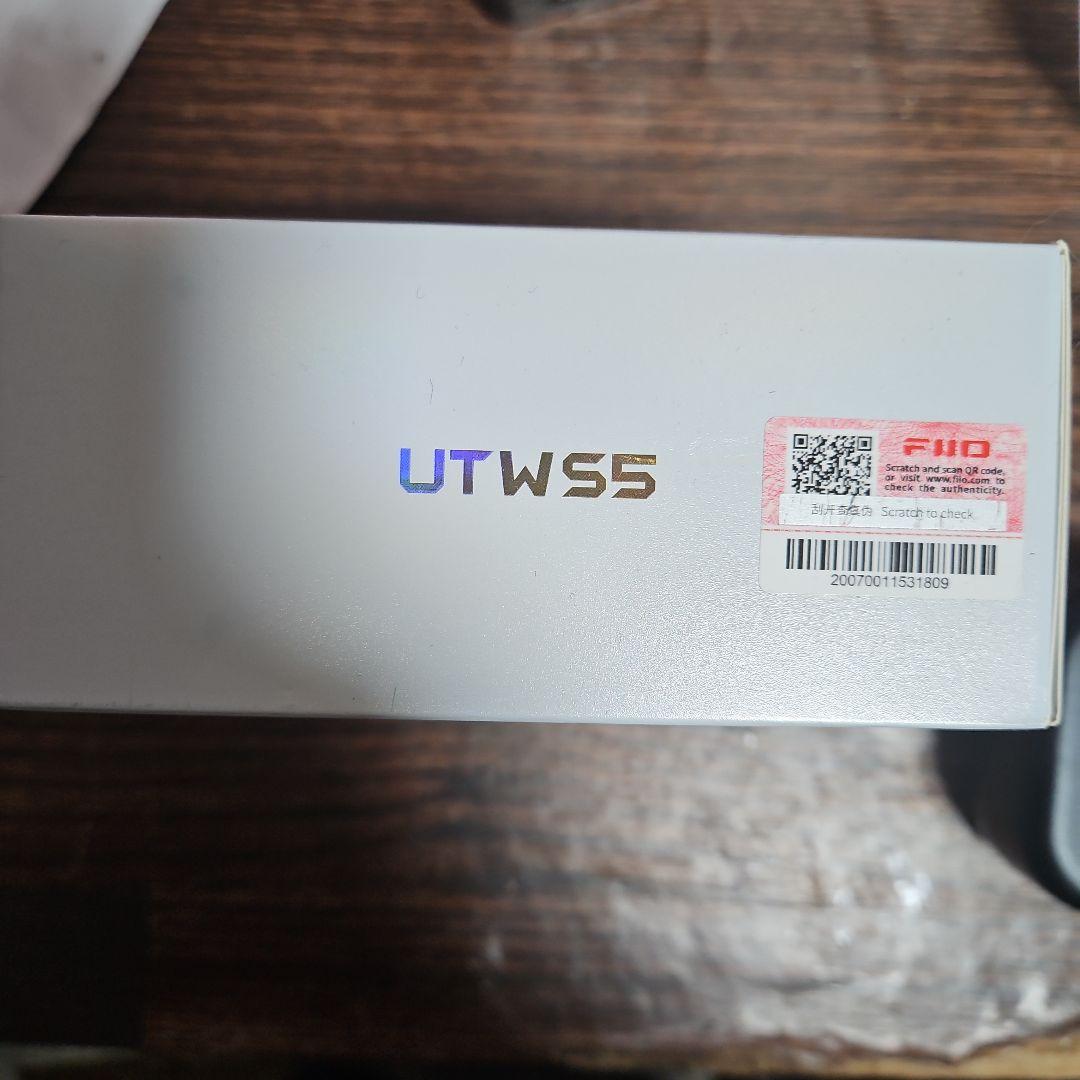 UTWS5
FIIO
Scratch and scan QR code,
or visit www.fiio.com to
check the authenticity.
刮开查真伪 Scratch to check
20070011531809